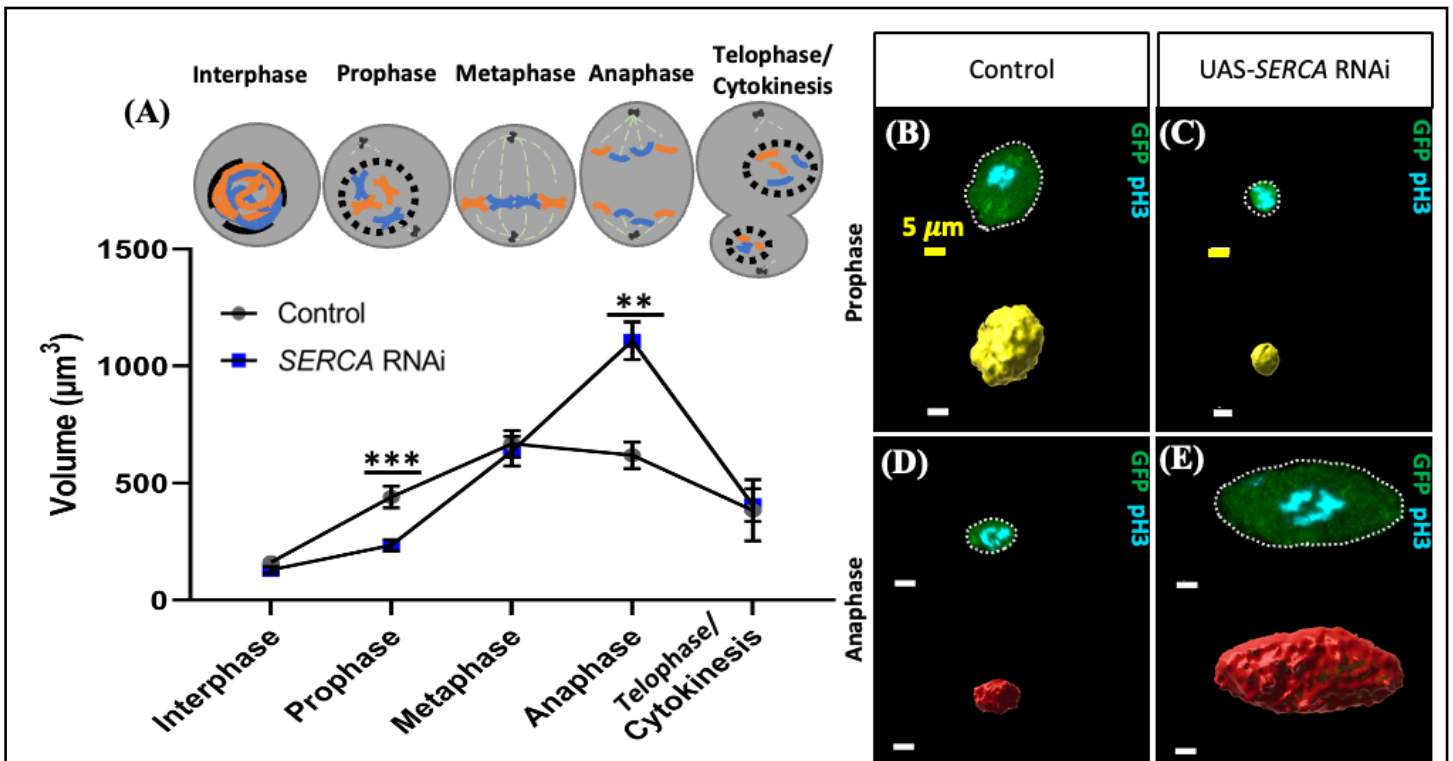 Interphase Prophase Metaphase Anaphase Telophase/
Cytokinesis
(A)
1500
1000
500
0
Volume (µm³)
Control
SERCA RNAi
***
**
Interphase
Prophase
Metaphase
Anaphase
Telophase/
Cytokinesis
Control
UAS-SERCA RNAi
Prophase
(B)
GFP pH3
5 µm
(C)
GFP pH3
Anaphase
(D)
GFP pH3
(E)
GFP pH3